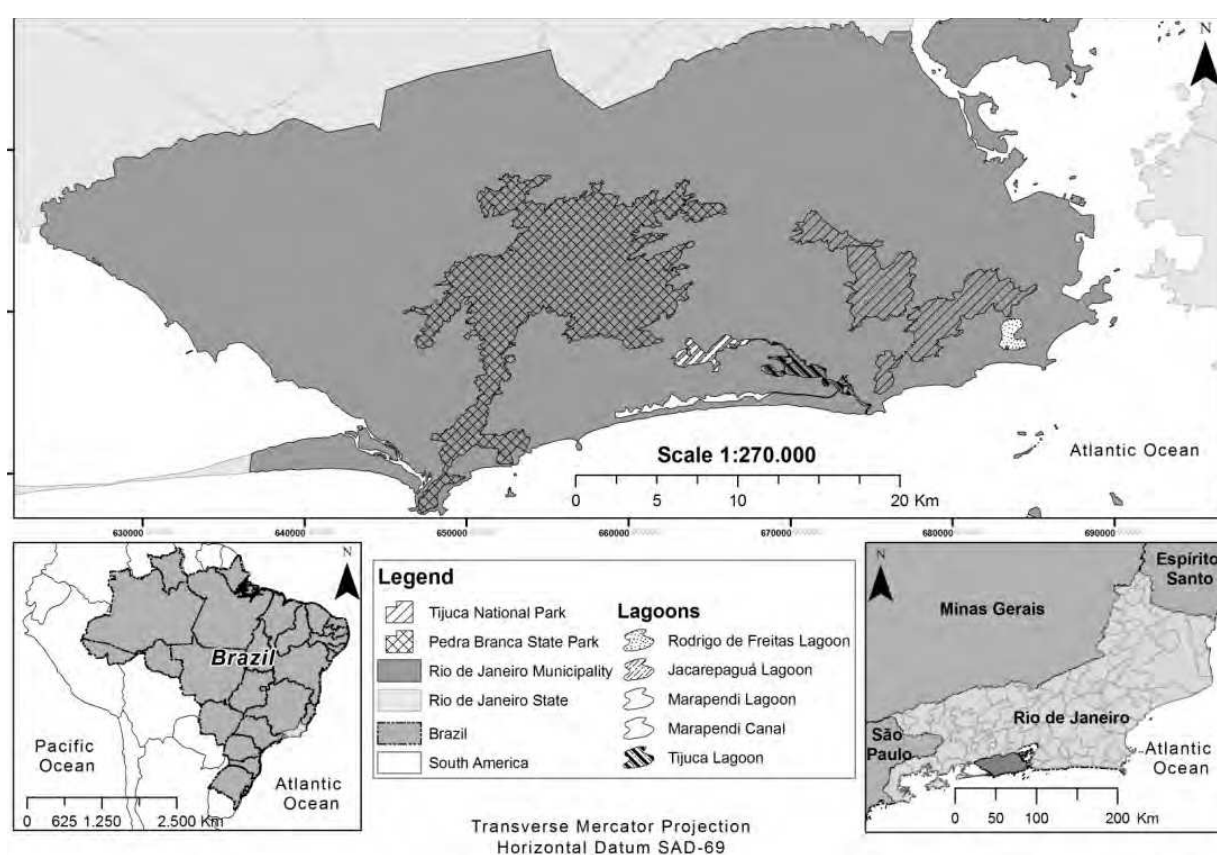 N
Scale 1:270.000
0 5 10 15 20 Km
Atlantic Ocean
630000 640000 650000 660000 670000 680000 690000
N
Brazil
Pacific
Ocean
Atlantic
Ocean
0 625 1.250 2.500 Km
Legend
Tijuca National Park
Pedra Branca State Park
Rio de Janeiro Municipality
Rio de Janeiro State
Brazil
South America
Lagoons
Rodrigo de Freitas Lagoon
Jacarepaguá Lagoon
Marapendi Lagoon
Marapendi Canal
Tijuca Lagoon
N
Espírito
Santo
Minas Gerais
Rio de Janeiro
São
Paulo
Atlantic
Ocean
0 50 100 200
Km
Transverse Mercator Projection
Horizontal Datum SAD-69